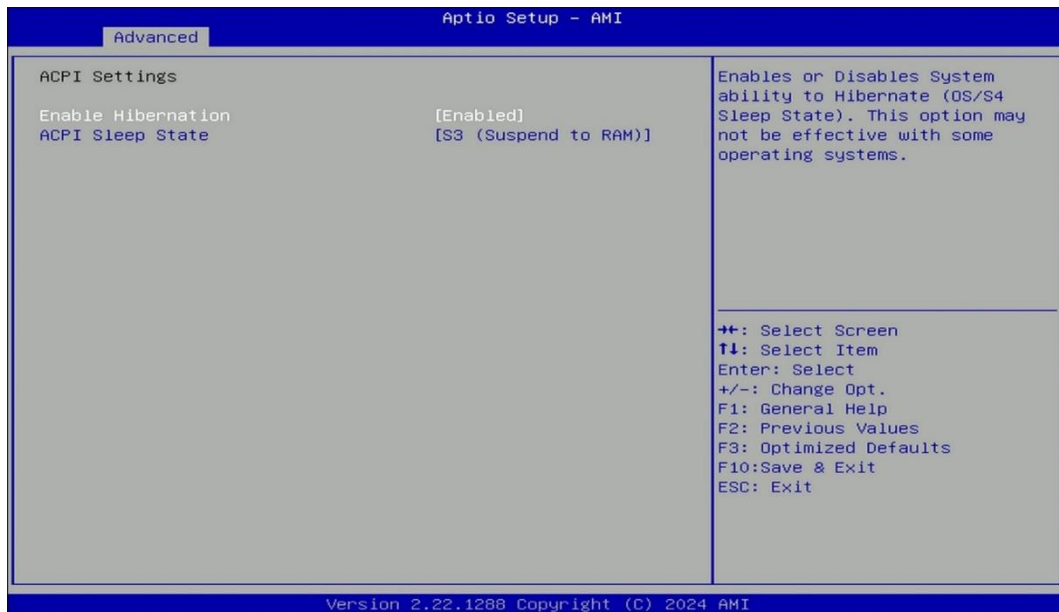 Aptio Setup – AMI
Advanced
ACPI Settings
Enable Hibernation [Enabled]
ACPI Sleep State [S3 (Suspend to RAM)]
Enables or Disables System
ability to Hibernate (OS/S4
Sleep State). This option may
not be effective with some
operating systems.
→←: Select Screen
↑↓: Select Item
Enter: Select
+/-: Change Opt.
F1: General Help
F2: Previous Values
F3: Optimized Defaults
F10:Save & Exit
ESC: Exit
Version 2.22.1288 Copyright (C) 2024 AMI